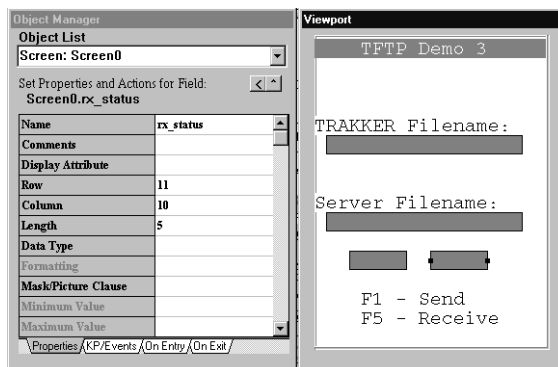 Object Manager
Object List
Screen: Screen0
Set Properties and Actions for Field:
Screen0.rx_status
< ^
Name rx_status
Comments
Display Attribute
Row 11
Column 10
Length 5
Data Type
Formatting
Mask/Picture Clause
Minimum Value
Maximum Value
Properties KP/Events On Entry On Exit
Viewport
TFTP Demo 3
TRAKKER Filename:
Server Filename:
F1 - Send
F5 - Receive